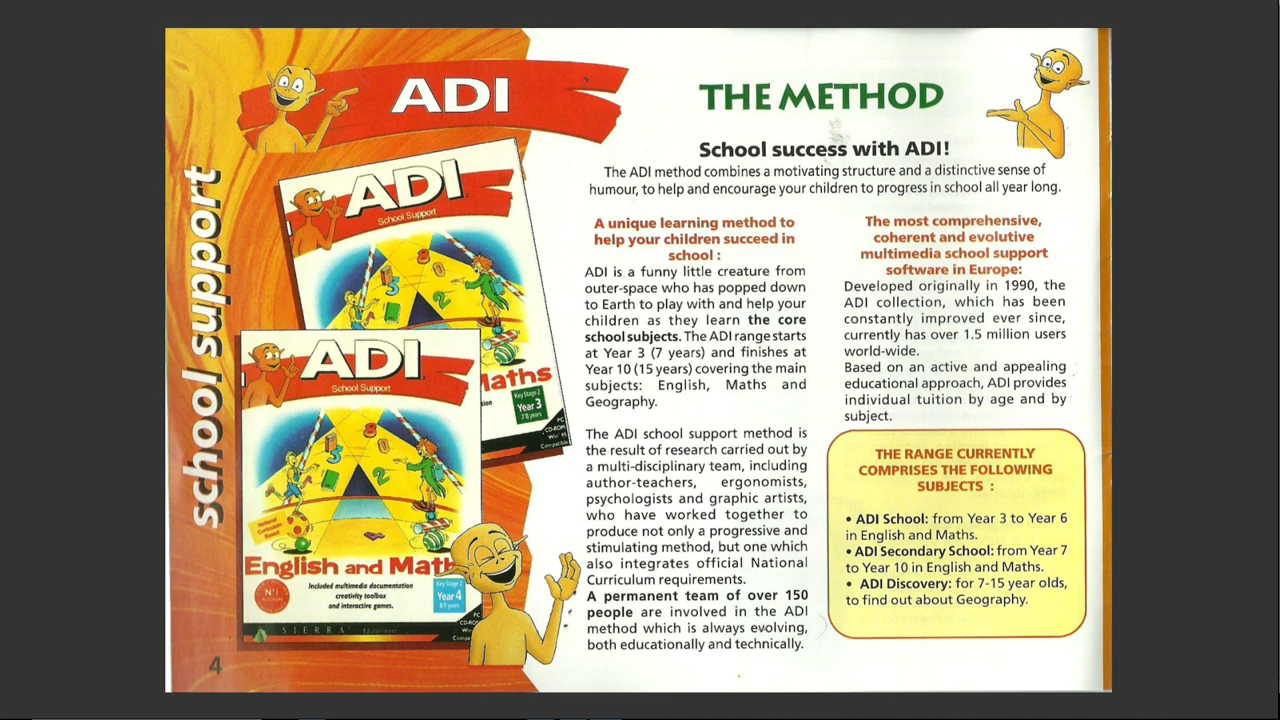 school support
ADI
ADI
School Support
Maths
Key Stage 2
Year 3
7/8 years
PC
CD-ROM
Win 95
Compatible
ADI
School Support
National
Curriculum
Based
English and Math
N°1
Included multimedia documentation
creativity toolbox
and interactive games.
Key Stage 2
Year 4
8/9 years
PC
CD-ROM
SIERRA
4
THE METHOD
School success with ADI!
The ADI method combines a motivating structure and a distinctive sense of
humour, to help and encourage your children to progress in school all year long.
A unique learning method to
help your children succeed in
school :
ADI is a funny little creature from
outer-space who has popped down
to Earth to play with and help your
children as they learn the core
school subjects. The ADI range starts
at Year 3 (7 years) and finishes at
Year 10 (15 years) covering the main
subjects: English, Maths and
Geography.
The ADI school support method is
the result of research carried out by
a multi-disciplinary team, including
author-teachers, ergonomists,
psychologists and graphic artists,
who have worked together to
produce not only a progressive and
stimulating method, but one which
also integrates official National
Curriculum requirements.
A permanent team of over 150
people are involved in the ADI
method which is always evolving,
both educationally and technically.
The most comprehensive,
coherent and evolutive
multimedia school support
software in Europe:
Developed originally in 1990, the
ADI collection, which has been
constantly improved ever since,
currently has over 1.5 million users
world-wide.
Based on an active and appealing
educational approach, ADI provides
individual tuition by age and by
subject.
THE RANGE CURRENTLY
COMPRISES THE FOLLOWING
SUBJECTS :
• ADI School: from Year 3 to Year 6
in English and Maths.
• ADI Secondary School: from Year 7
to Year 10 in English and Maths.
• ADI Discovery: for 7-15 year olds,
to find out about Geography.